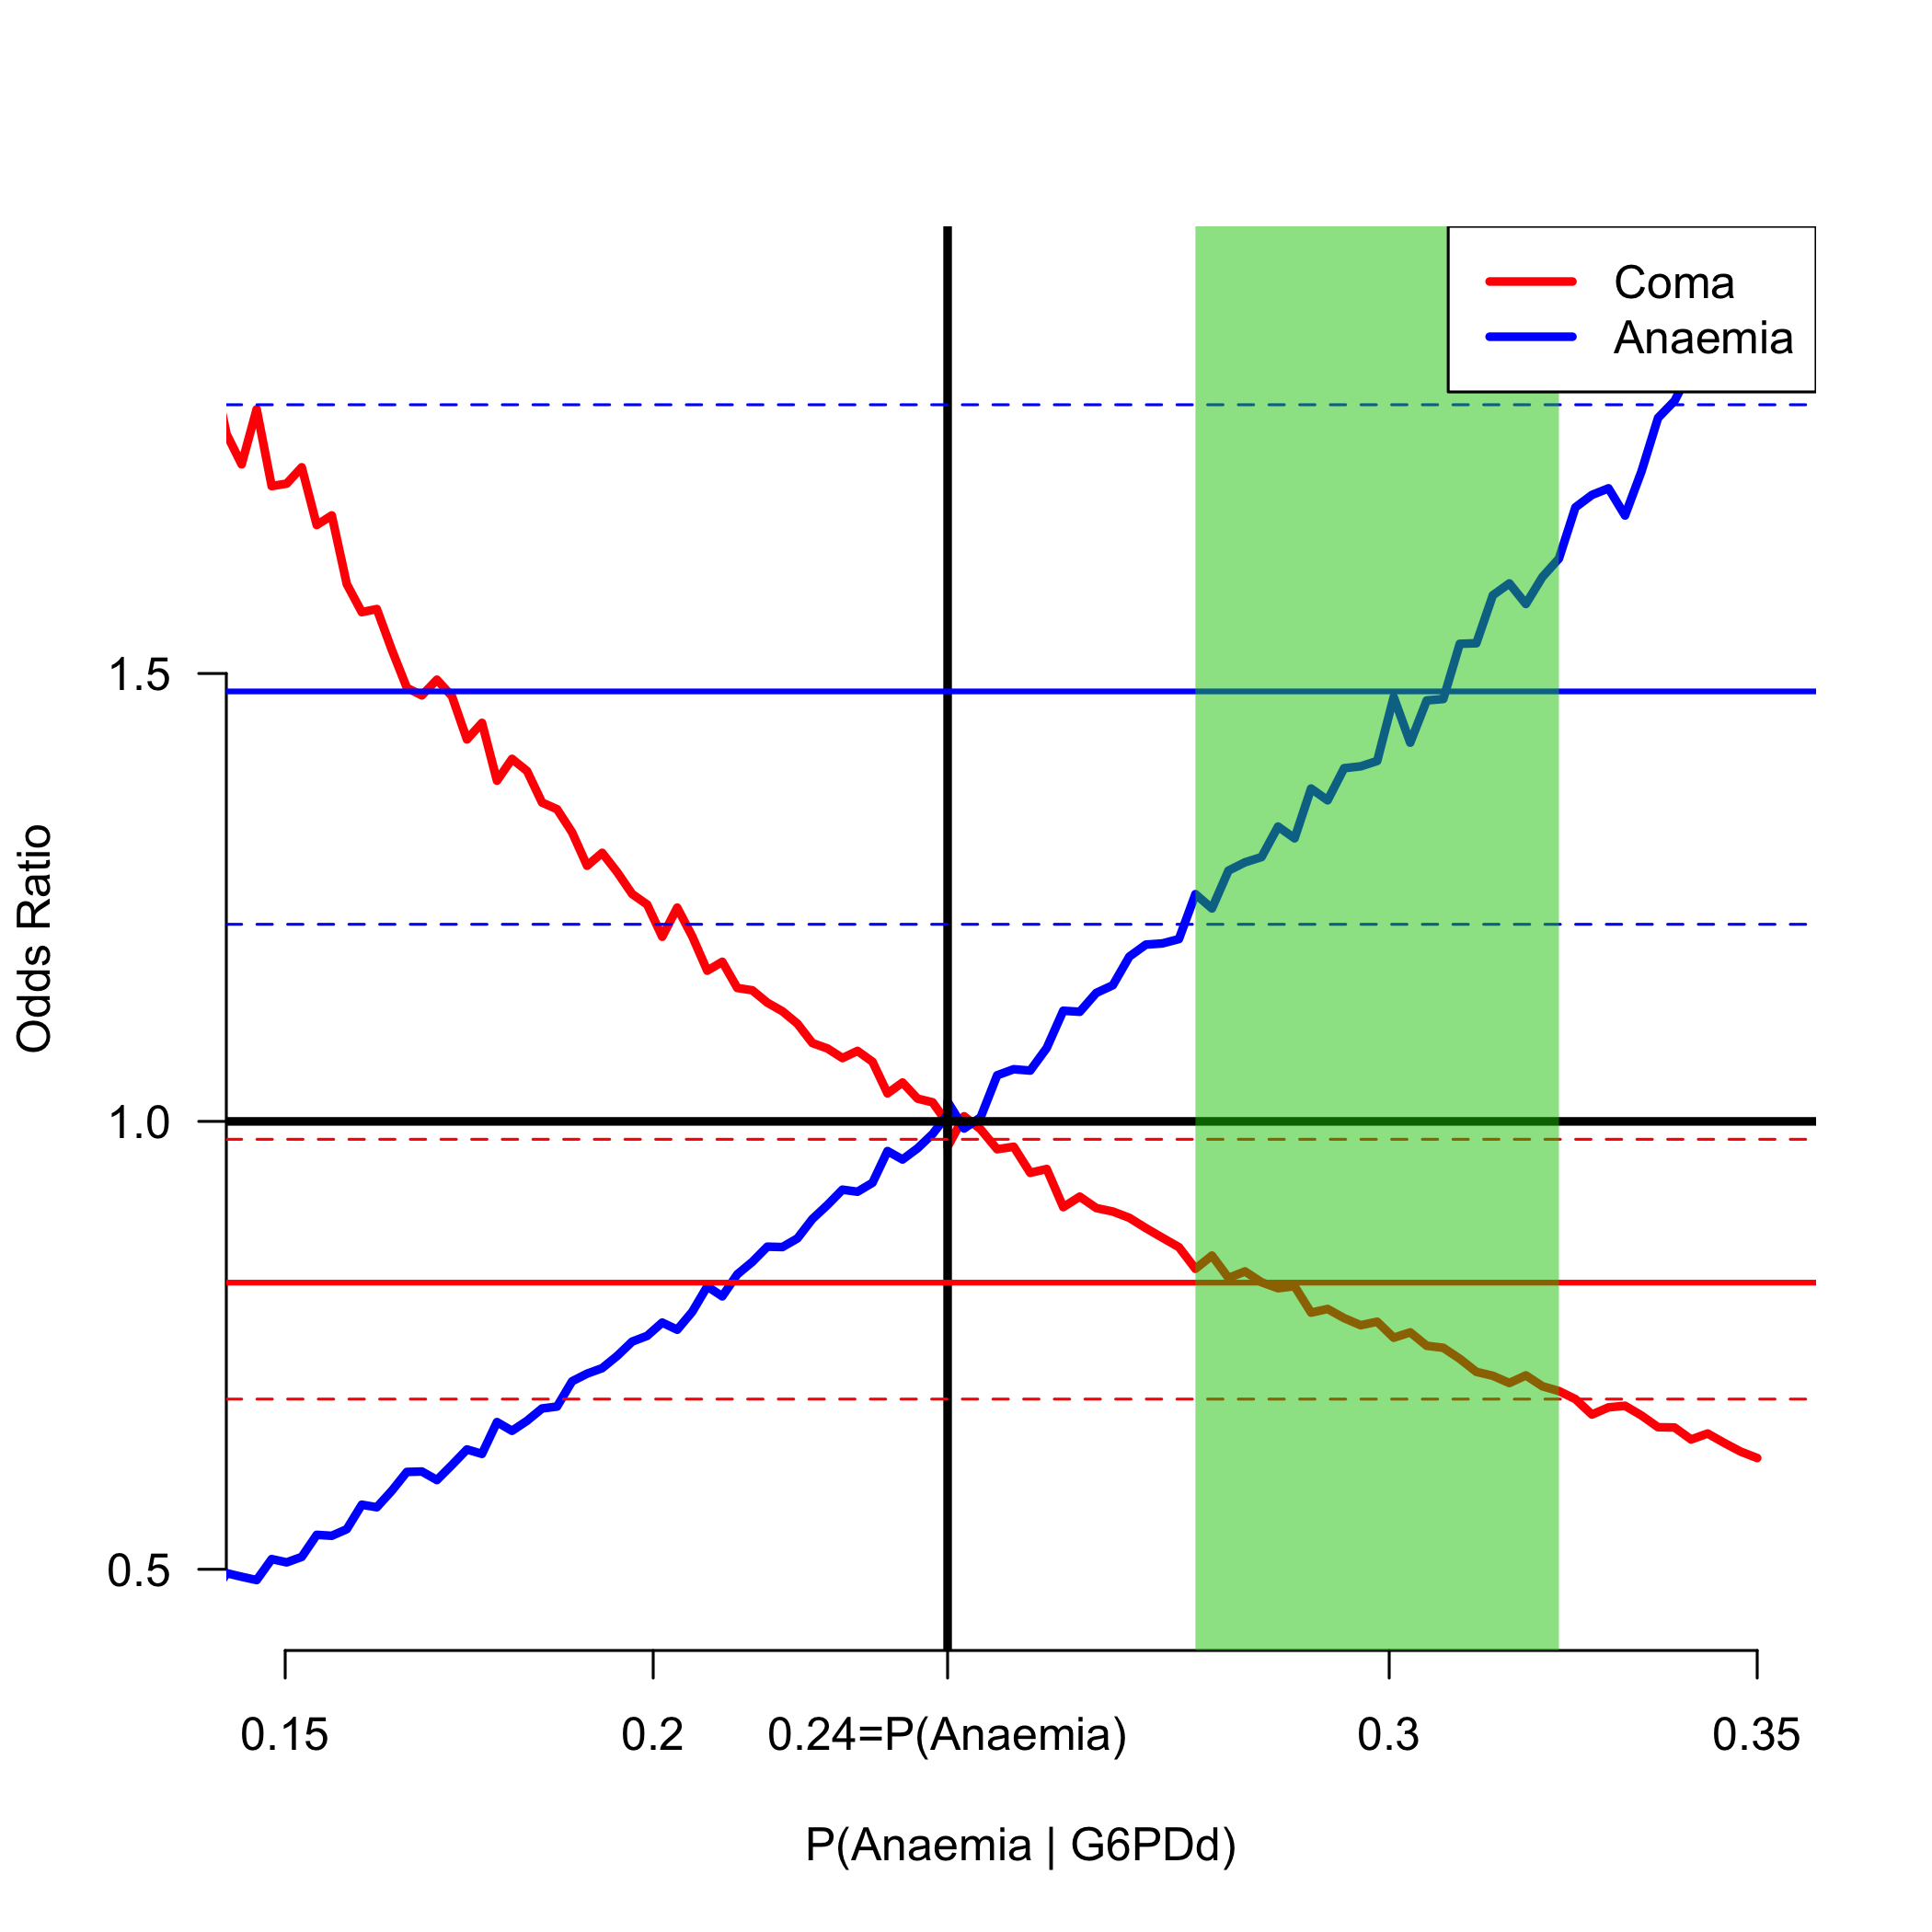 Coma
Anaemia
Odds Ratio
1.5
1.0
0.5
0.15
0.2
0.24=P(Anaemia)
0.3
0.35
P(Anaemia | G6PDd)